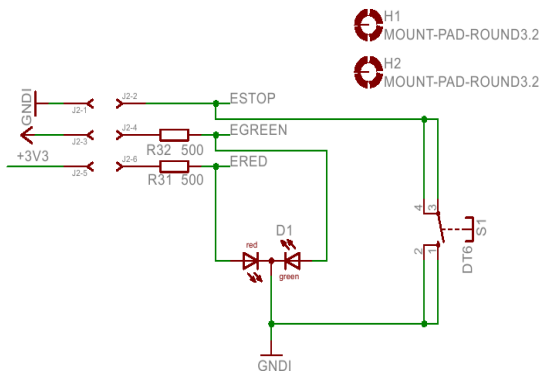 H1
MOUNT-PAD-ROUND3.2
H2
MOUNT-PAD-ROUND3.2
GNDI
J2-1
J2-2
ESTOP
J2-3
J2-4
EGREEN
+3V3
R32 500
J2-5
J2-6
ERED
R31 500
4
3
S1
DT6
2
1
D1
red
green
GNDI